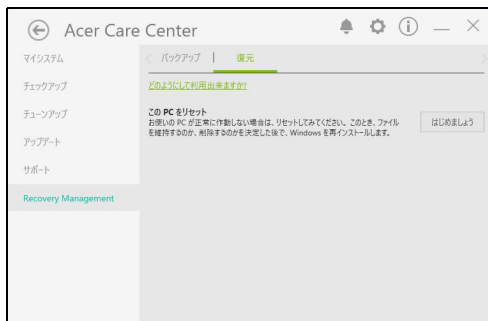 Acer Care Center
マイシステム
バックアップ | 復元
チェックアップ
どのようにして利用出来ますか?
チューンアップ
この PC をリセット
お使いの PC が正常に作動しない場合は、リセットしてみてください。このとき、ファイル
を維持するのか、削除するのかを決定した後で、Windows を再インストールします。
はじめましょう
アップデート
サポート
Recovery Management